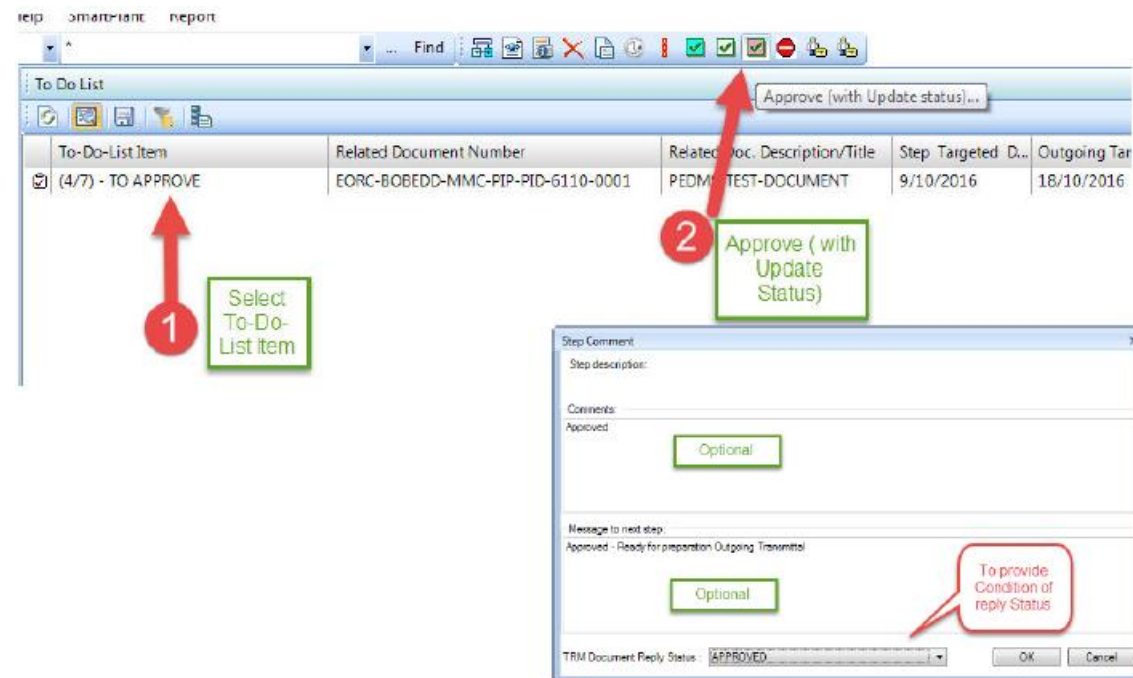 SmartPlant Report
^ ... Find
To Do List
Approve (with Update status)...
To-Do-List Item Related Document Number Related Doc. Description/Title Step Targeted D... Outgoing Tar
(4/7) - TO APPROVE EORC-BOBEDD-MMC-PIP-PID-6110-0001 TEST-DOCUMENT 9/10/2016 18/10/2016
1
Select
To-Do-
List Item
2
Approve ( with
Update
Status)
Step Comment
Step description:
Comments:
Approved
Optional
Message to next step:
Approved - Ready for preparation Outgoing Transmittal
Optional
To provide
Condition of
reply Status
TRM Document Reply Status : APPROVED OK Cancel